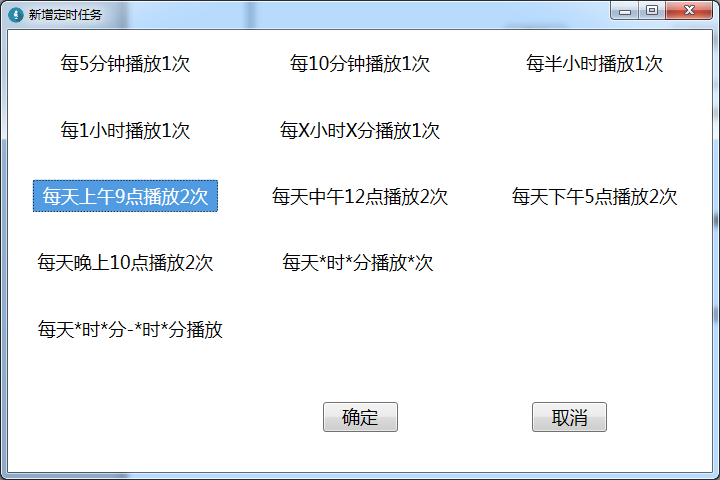 新增定时任务
每5分钟播放1次
每10分钟播放1次
每半小时播放1次
每1小时播放1次
每X小时X分播放1次
每天上午9点播放2次
每天中午12点播放2次
每天下午5点播放2次
每天晚上10点播放2次
每天*时*分播放*次
每天*时*分-*时*分播放
确定
取消